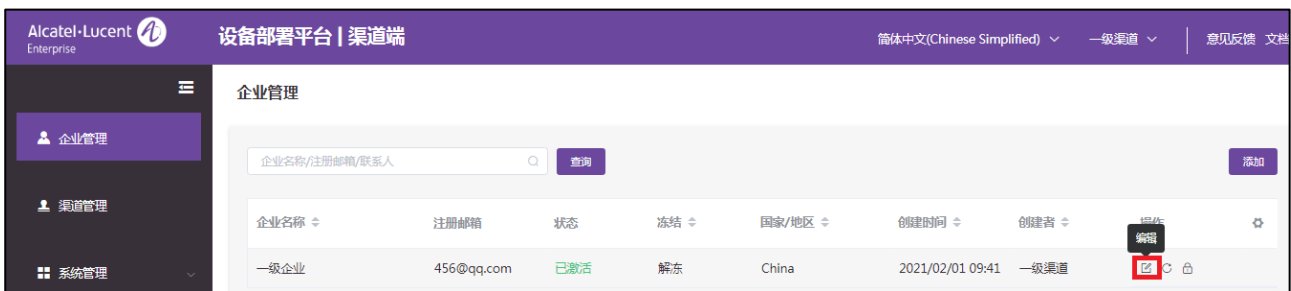 Alcatel·Lucent
Enterprise
设备部署平台 | 渠道端
简体中文(Chinese Simplified)
一级渠道
意见反馈 文档
企业管理
企业管理
企业名称/注册邮箱/联系人
查询
添加
渠道管理
企业名称 注册邮箱 状态 冻结 国家/地区 创建时间 创建者 操作
编辑
系统管理
一级企业 456@qq.com 已激活 解冻 China 2021/02/01 09:41 一级渠道